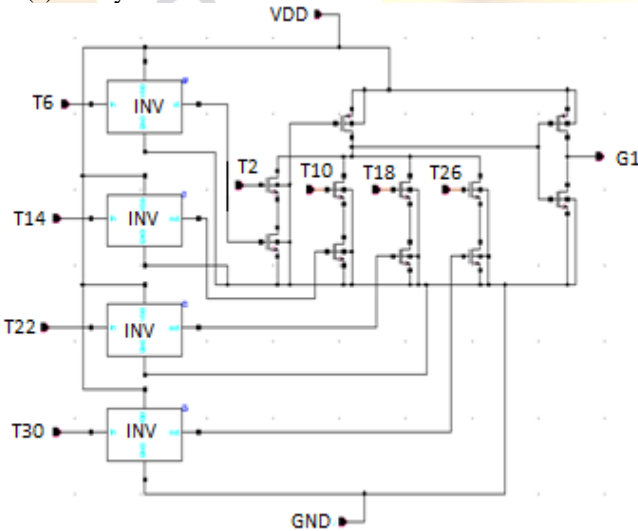 VDD
T6
INV
G1
T2
T10
T18
T26
T14
INV
T22
INV
T30
INV
GND